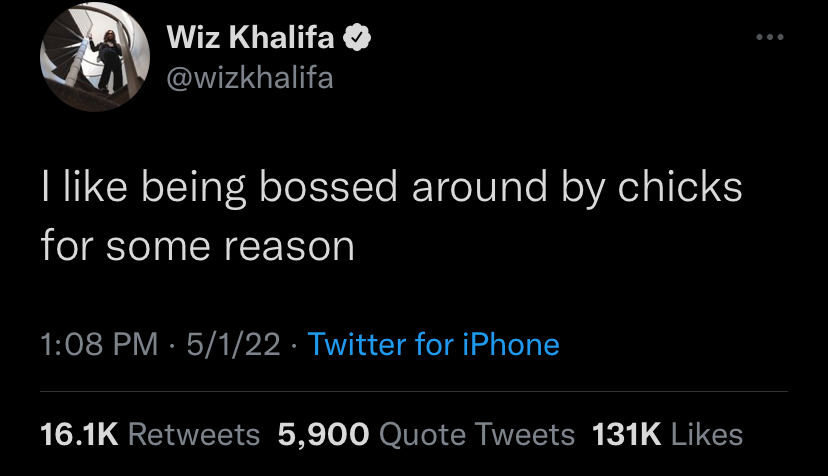 Wiz Khalifa
@wizkhalifa
I like being bossed around by chicks
for some reason
1:08 PM · 5/1/22 · Twitter for iPhone
16.1K Retweets 5,900 Quote Tweets 131K Likes